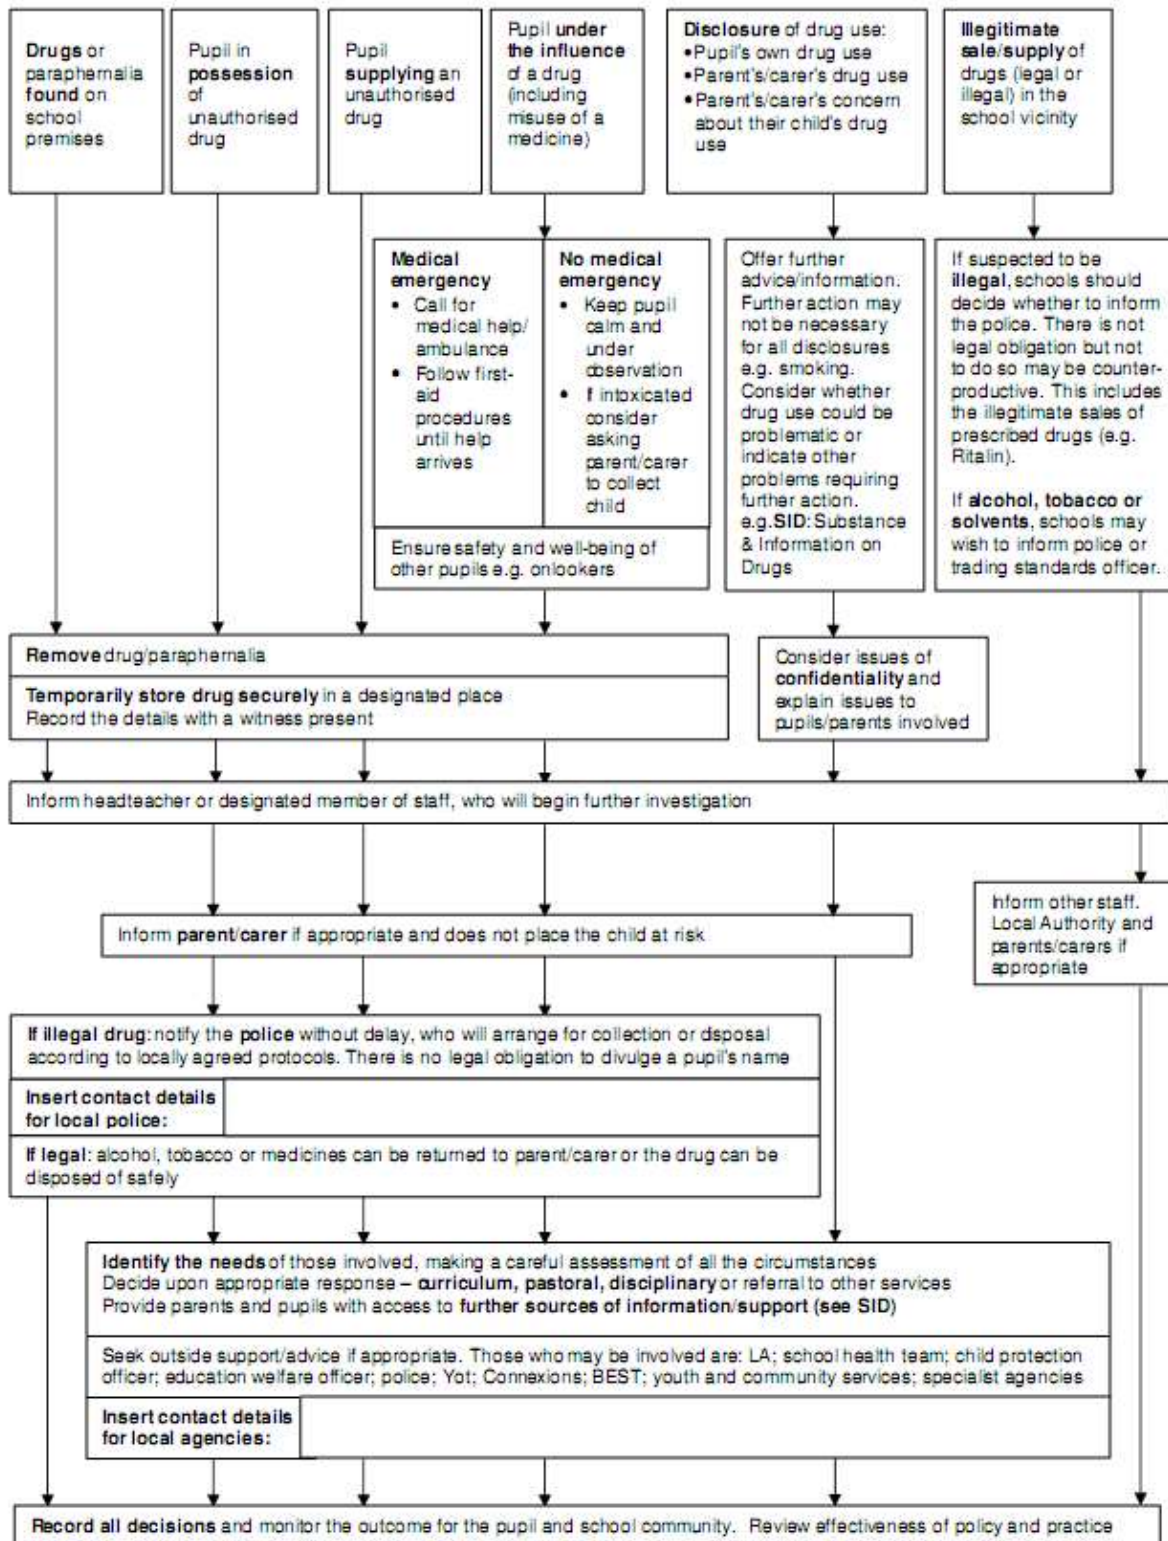 Drugs or
paraphernalia
found on
school
premises
Pupil in
possession
of
unauthorised
drug
Pupil
supplying an
unauthorised
drug
Pupil under
the influence
of a drug
(including
misuse of a
medicine)
Disclosure of drug use:
•Pupil's own drug use
•Parent's/carer's drug use
•Parent's/carer's concern
about their child's drug
use
Illegitimate
sale/supply of
drugs (legal or
illegal) in the
school vicinity
Medical
emergency
• Call for
medical help/
ambulance
• Follow first-
aid
procedures
until help
arrives
No medical
emergency
• Keep pupil
calm and
under
observation
• If intoxicated
consider
asking
parent/carer
to collect
child
Ensure safety and well-being of
other pupils e.g. onlookers
Offer further
advice/information.
Further action may
not be necessary
for all disclosures
e.g. smoking.
Consider whether
drug use could be
problematic or
indicate other
problems requiring
further action.
e.g.SID: Substance
& Information on
Drugs
If suspected to be
illegal, schools should
decide whether to inform
the police. There is not
legal obligation but not
to do so may be counter-
productive. This includes
the illegitimate sales of
prescribed drugs (e.g.
Ritalin).
If alcohol, tobacco or
solvents, schools may
wish to inform police or
trading standards officer.
Remove drug/paraphernalia
Temporarily store drug securely in a designated place
Record the details with a witness present
Consider issues of
confidentiality and
explain issues to
pupils/parents involved
Inform headteacher or designated member of staff, who will begin further investigation
Inform parent/carer if appropriate and does not place the child at risk
Inform other staff.
Local Authority and
parents/carers if
appropriate
If illegal drug: notify the police without delay, who will arrange for collection or disposal
according to locally agreed protocols. There is no legal obligation to divulge a pupil's name
Insert contact details
for local police:
If legal: alcohol, tobacco or medicines can be returned to parent/carer or the drug can be
disposed of safely
Identify the needs of those involved, making a careful assessment of all the circumstances
Decide upon appropriate response – curriculum, pastoral, disciplinary or referral to other services
Provide parents and pupils with access to further sources of information/support (see SID)
Seek outside support/advice if appropriate. Those who may be involved are: LA; school health team; child protection
officer; education welfare officer; police; Yot; Connexions; BEST; youth and community services; specialist agencies
Insert contact details
for local agencies:
Record all decisions and monitor the outcome for the pupil and school community. Review effectiveness of policy and practice